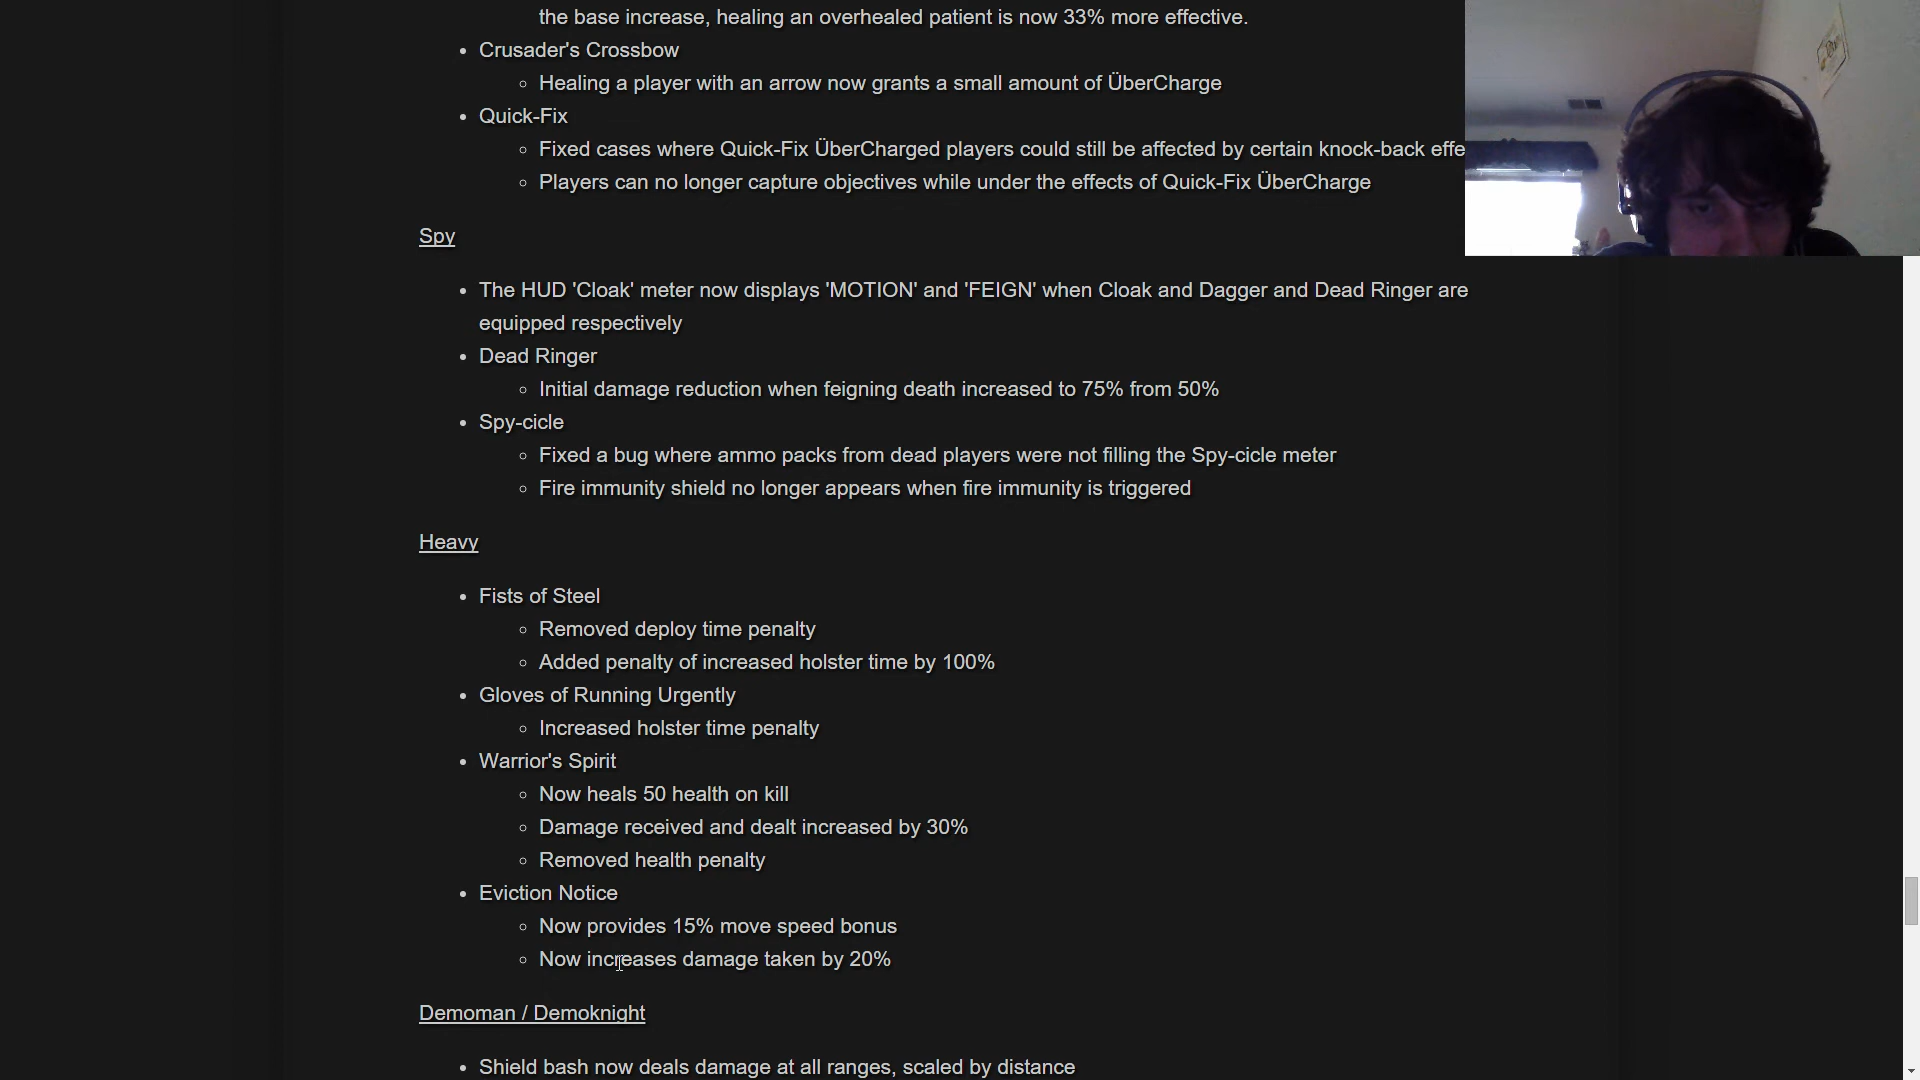 the base increase, healing an overhealed patient is now 33% more effective.
Crusader's Crossbow
Healing a player with an arrow now grants a small amount of ÜberCharge
Quick-Fix
Fixed cases where Quick-Fix ÜberCharged players could still be affected by certain knock-back effe
Players can no longer capture objectives while under the effects of Quick-Fix ÜberCharge
Spy
The HUD 'Cloak' meter now displays 'MOTION' and 'FEIGN' when Cloak and Dagger and Dead Ringer are
equipped respectively
Dead Ringer
Initial damage reduction when feigning death increased to 75% from 50%
Spy-cicle
Fixed a bug where ammo packs from dead players were not filling the Spy-cicle meter
Fire immunity shield no longer appears when fire immunity is triggered
Heavy
Fists of Steel
Removed deploy time penalty
Added penalty of increased holster time by 100%
Gloves of Running Urgently
Increased holster time penalty
Warrior's Spirit
Now heals 50 health on kill
Damage received and dealt increased by 30%
Removed health penalty
Eviction Notice
Now provides 15% move speed bonus
Now increases damage taken by 20%
Demoman / Demoknight
Shield bash now deals damage at all ranges, scaled by distance